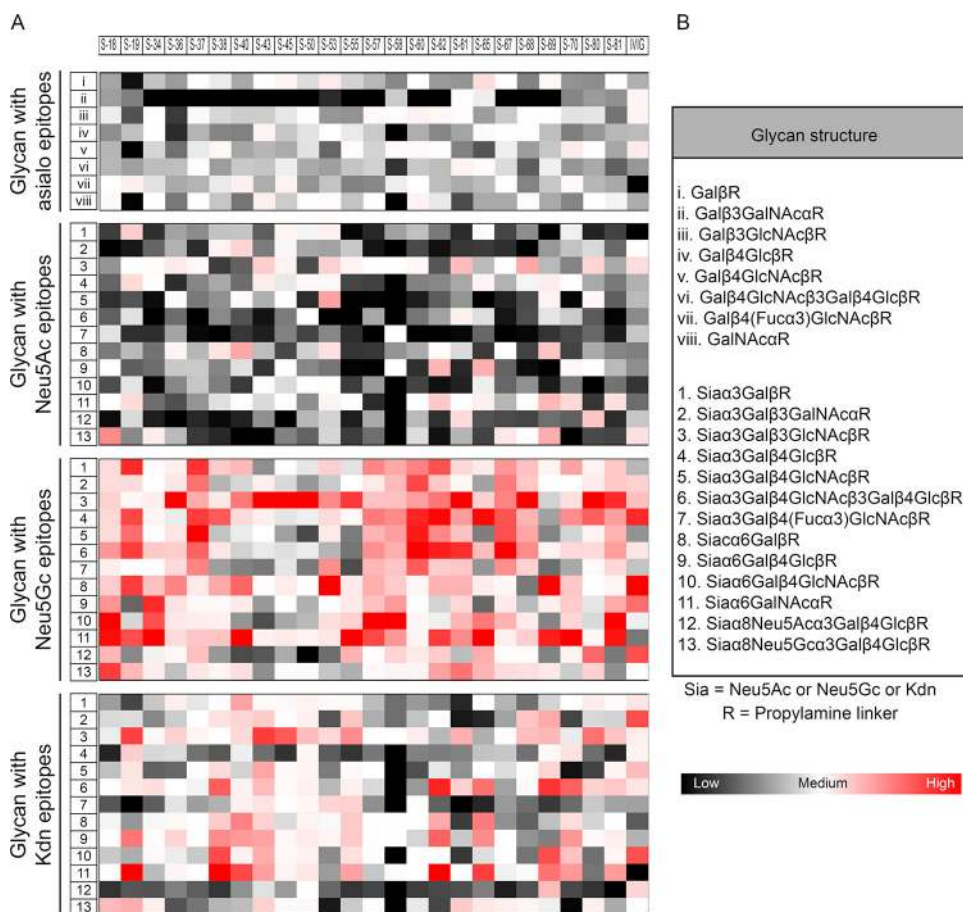 A
B
S-18 S-19 S-34 S-36 S-37 S-38 S-40 S-43 S-45 S-50 S-53 S-55 S-57 S-58 S-60 S-62 S-61 S-65 S-67 S-68 S-69 S-70 S-80 S-81 IVIG
Glycan with
asialo epitopes
i
ii
iii
iv
v
vi
vii
viii
Glycan with
Neu5Ac epitopes
1
2
3
4
5
6
7
8
9
10
11
12
13
Glycan with
Neu5Gc epitopes
1
2
3
4
5
6
7
8
9
10
11
12
13
Glycan with
Kdn epitopes
1
2
3
4
5
6
7
8
9
10
11
12
13
Glycan structure
i. GalβR
ii. Galβ3GalNAcαR
iii. Galβ3GlcNAcβR
iv. Galβ4GlcβR
v. Galβ4GlcNAcβR
vi. Galβ4GlcNAcβ3Galβ4GlcβR
vii. Galβ4(Fucα3)GlcNAcβR
viii. GalNAcαR
1. Siaα3GalβR
2. Siaα3Galβ3GalNAcαR
3. Siaα3Galβ3GlcNAcβR
4. Siaα3Galβ4GlcβR
5. Siaα3Galβ4GlcNAcβR
6. Siaα3Galβ4GlcNAcβ3Galβ4GlcβR
7. Siaα3Galβ4(Fucα3)GlcNAcβR
8. Siacα6GalβR
9. Siaα6Galβ4GlcβR
10. Siaα6Galβ4GlcNAcβR
11. Siaα6GalNAcαR
12. Siaα8Neu5Acα3Galβ4GlcβR
13. Siaα8Neu5Gcα3Galβ4GlcβR
Sia = Neu5Ac or Neu5Gc or Kdn
R = Propylamine linker
Low Medium High